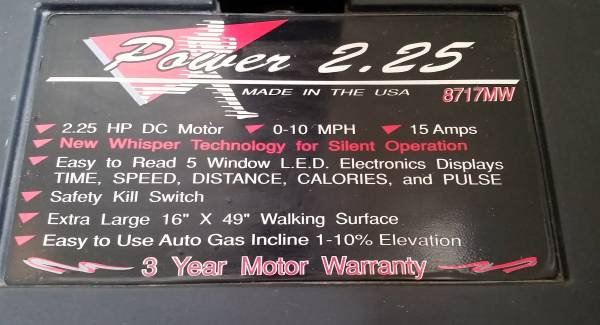 Power 2.25
MADE IN THE USA 8717MW
2.25 HP DC Motor 0-10 MPH 15 Amps
New Whisper Technology for Silent Operation
Easy to Read 5 Window L.E.D. Electronics Displays
TIME, SPEED, DISTANCE, CALORIES, and PULSE
Safety Kill Switch
Extra Large 16" X 49" Walking Surface
Easy to Use Auto Gas Incline 1-10% Elevation
3 Year Motor Warranty